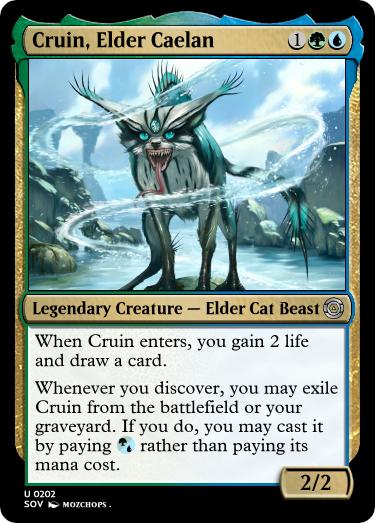 Cruin, Elder Caelan 1
Legendary Creature — Elder Cat Beast
When Cruin enters, you gain 2 life
and draw a card.
Whenever you discover, you may exile
Cruin from the battlefield or your
graveyard. If you do, you may cast it
by paying rather than paying its
mana cost.
2/2
U 0202
SOV MOZCHOPS .